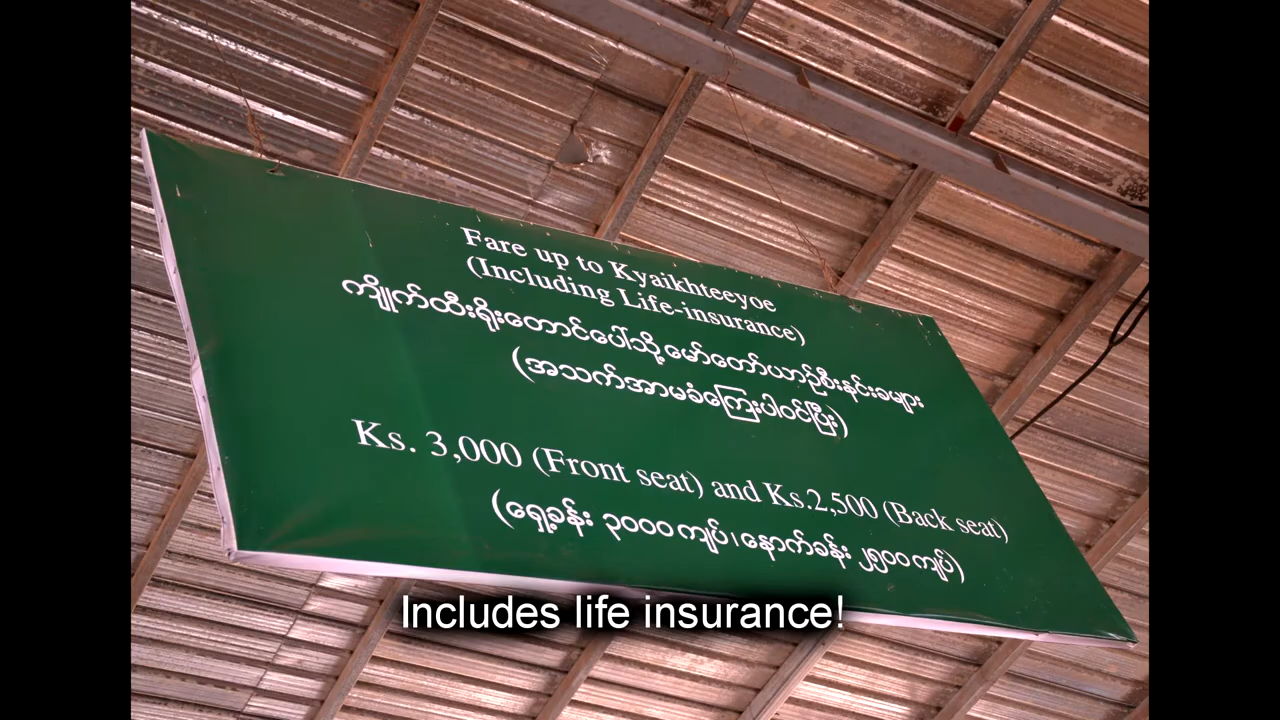 Fare up to Kyaikhteeyoe
(Including Life-insurance)
ကျိုက်ထီးရိုးတောင်ပေါ်သို့မော်တော်ယာဉ်စီးနင်းခများ
(အသက်အာမခံကြေးပါဝင်ပြီး)
Ks. 3,000 (Front seat) and Ks.2,500 (Back seat)
(ရှေ့ခန်း ၃၀၀၀ကျပ်၊နောက်ခန်း ၂၅၀၀ကျပ်)
Includes life insurance!